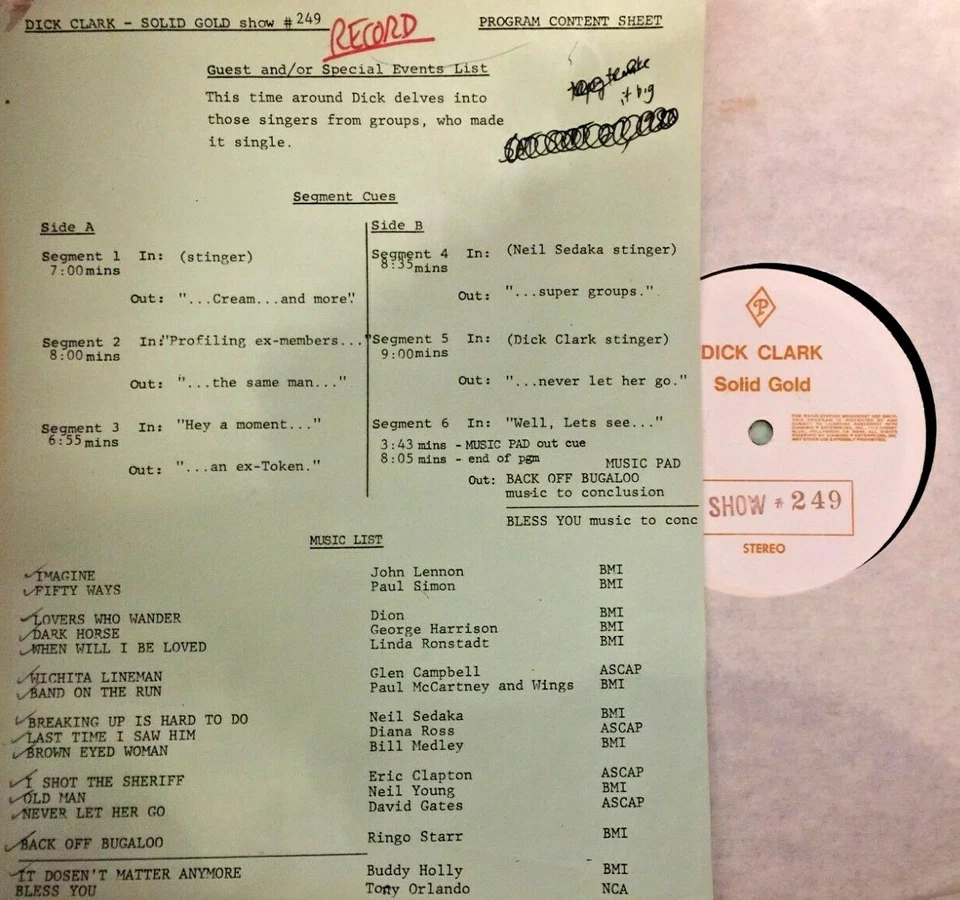 DICK CLARK - SOLID GOLD show #249
RECORD
PROGRAM CONTENT SHEET
Guest and/or Special Events List
This time around Dick delves into
those singers from groups, who made
it single.
it big
Segment Cues
Side A
Segment 1 In: (stinger)
7:00mins
Out: "...Cream...and more".
Segment 2 In:"Profiling ex-members..."
8:00mins
Out: "...the same man..."
Segment 3 In: "Hey a moment..."
6:55mins
Out: "...an ex-Token."
Side B
Segment 4 In: (Neil Sedaka stinger)
8:35mins
Out: "...super groups."
Segment 5 In: (Dick Clark stinger)
9:00mins
Out: "...never let her go."
Segment 6 In: "Well, Lets see..."
3:43 mins - MUSIC PAD out cue
8:05 mins - end of pgm
MUSIC PAD
Out: BACK OFF BUGALOO
music to conclusion
BLESS YOU music to conc
MUSIC LIST
IMAGINE John Lennon BMI
FIFTY WAYS Paul Simon BMI
LOVERS WHO WANDER Dion BMI
DARK HORSE George Harrison BMI
WHEN WILL I BE LOVED Linda Ronstadt BMI
WICHITA LINEMAN Glen Campbell ASCAP
BAND ON THE RUN Paul McCartney and Wings BMI
BREAKING UP IS HARD TO DO Neil Sedaka BMI
LAST TIME I SAW HIM Diana Ross ASCAP
BROWN EYED WOMAN Bill Medley BMI
I SHOT THE SHERIFF Eric Clapton ASCAP
OLD MAN Neil Young BMI
NEVER LET HER GO David Gates ASCAP
BACK OFF BUGALOO Ringo Starr BMI
IT DOSEN'T MATTER ANYMORE Buddy Holly BMI
BLESS YOU Tony Orlando NCA
P
DICK CLARK
Solid Gold
SHOW # 249
STEREO